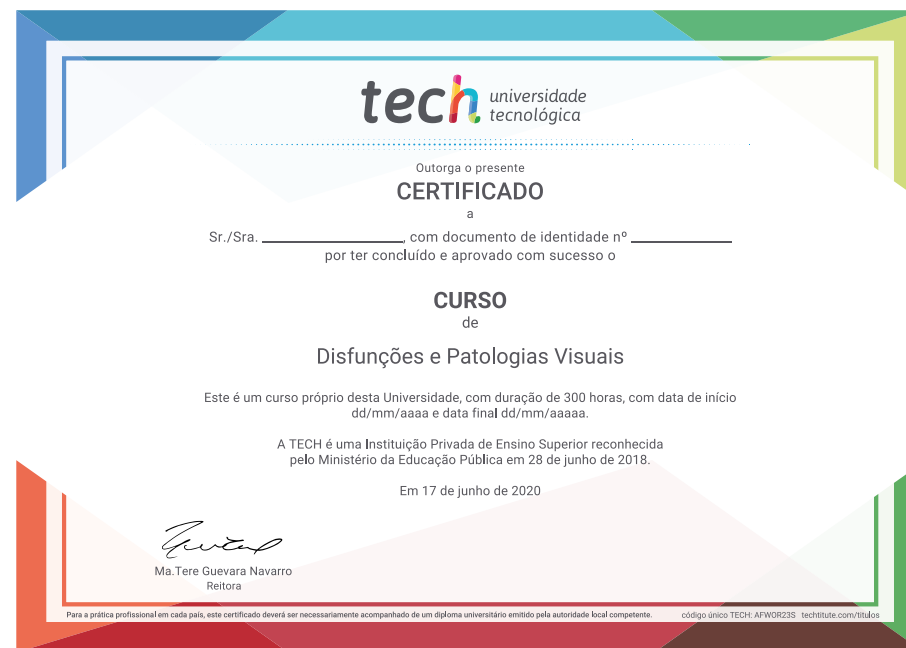 tech universidade
tecnológica
Outorga o presente
CERTIFICADO
a
Sr./Sra. ____________, com documento de identidade nº ____________
por ter concluído e aprovado com sucesso o
CURSO
de
Disfunções e Patologias Visuais
Este é um curso próprio desta Universidade, com duração de 300 horas, com data de início
dd/mm/aaaa e data final dd/mm/aaaaa.
A TECH é uma Instituição Privada de Ensino Superior reconhecida
pelo Ministério da Educação Pública em 28 de junho de 2018.
Em 17 de junho de 2020
Ma.Tere Guevara Navarro
Reitora
Para a prática profissional em cada país, este certificado deverá ser necessariamente acompanhado de um diploma universitário emitido pela autoridade local competente. código único TECH: AFWOR23S techtitute.com/titulos